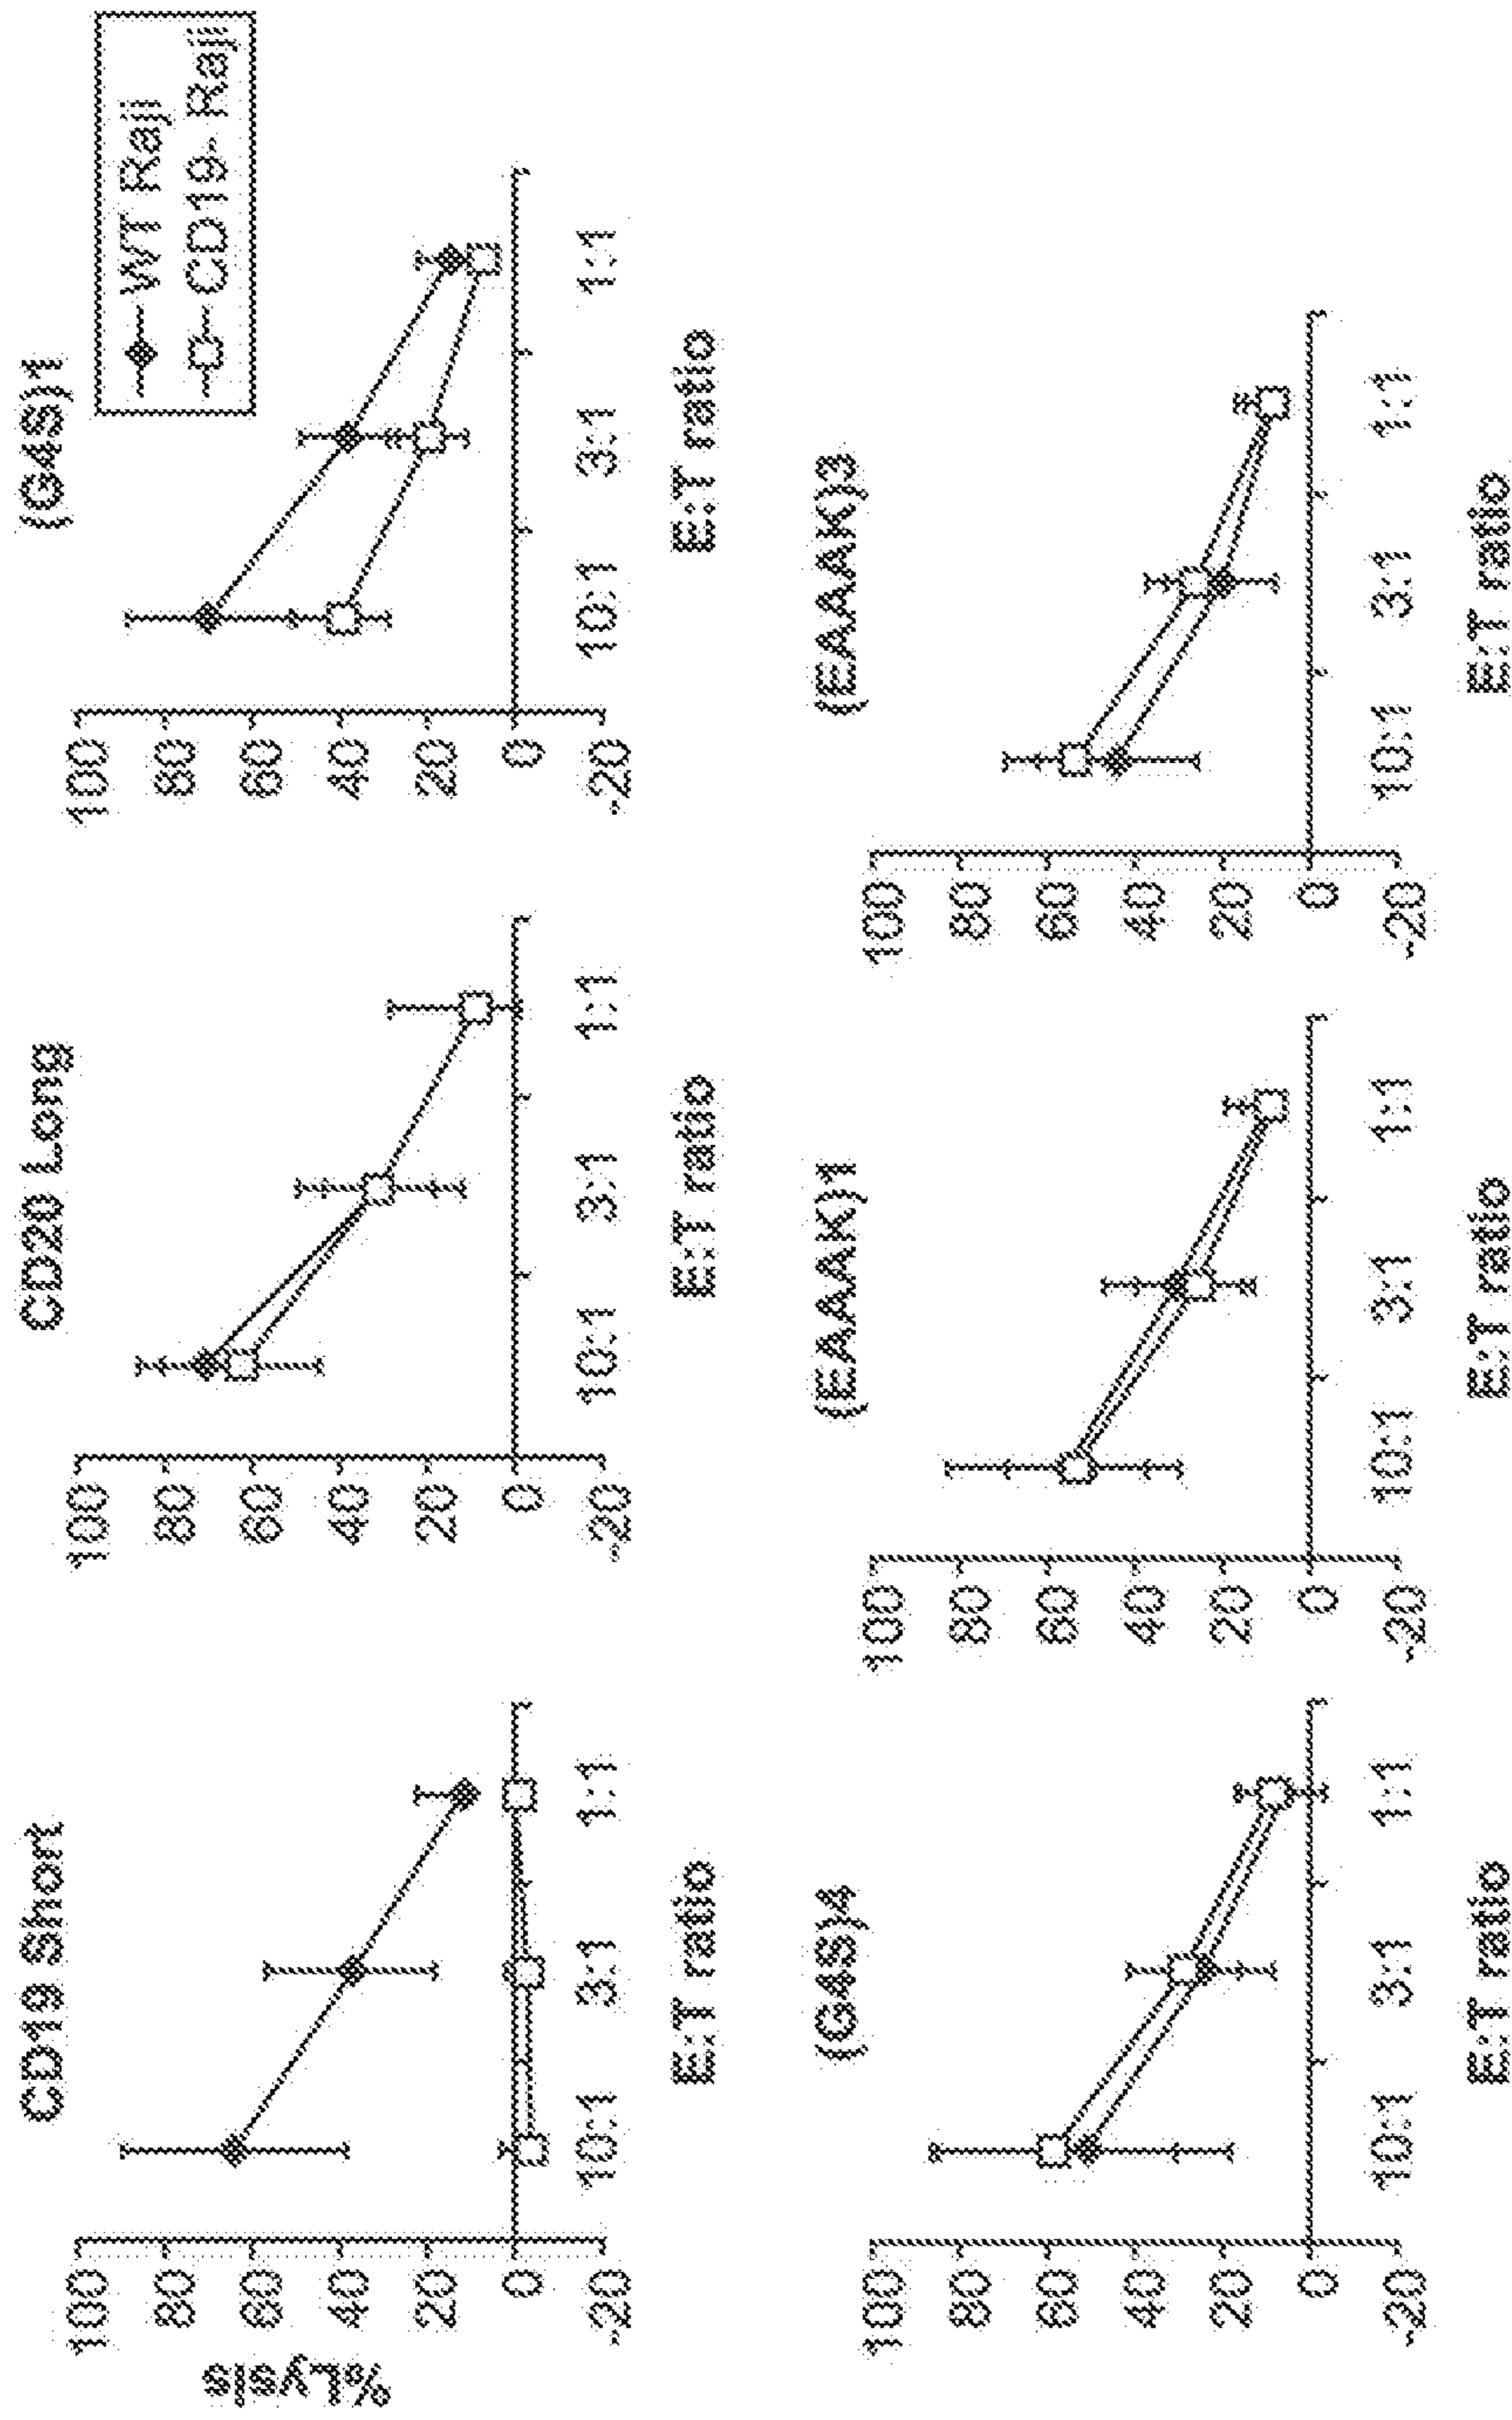 CD19 Short
%Lysis
100
80
60
40
20
0
-20
10:1 3:1 1:1
E:T ratio
CD20 Long
100
80
60
40
20
0
-20
10:1 3:1 1:1
E:T ratio
(G4S)1
WT Raji
CD19- Raji
100
80
60
40
20
0
-20
10:1 3:1 1:1
E:T ratio
(G4S)4
100
80
60
40
20
0
-20
10:1 3:1 1:1
E:T ratio
(EAAAK)1
100
80
60
40
20
0
-20
10:1 3:1 1:1
E:T ratio
(EAAAK)3
100
80
60
40
20
0
-20
10:1 3:1 1:1
E:T ratio